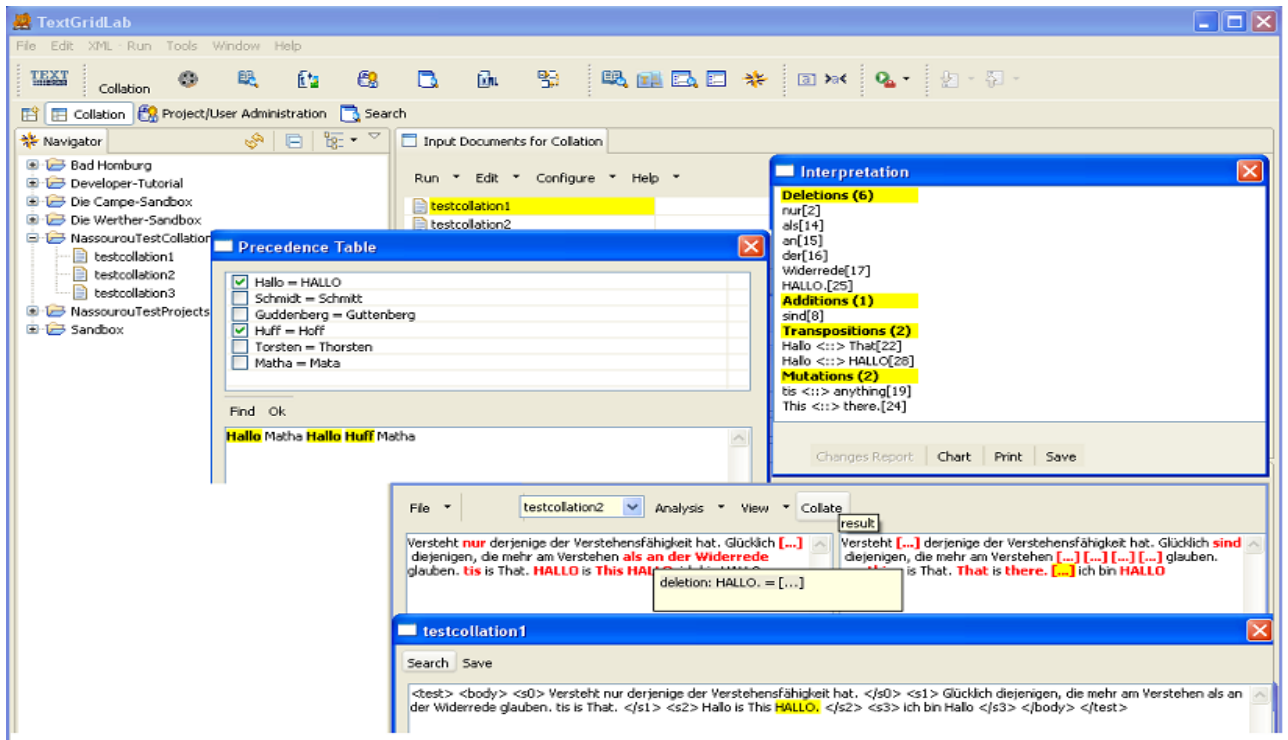 TextGridLab
File Edit XML - Run Tools Window Help
TEXT Collation
Collation Project/User Administration Search
Navigator
Bad Homburg
Developer-Tutorial
Die Campe-Sandbox
Die Werther-Sandbox
NassourouTestCollation
testcollation1
testcollation2
testcollation3
NassourouTestProjects
Sandbox
Input Documents for Collation
Run Edit Configure Help
testcollation1
testcollation2
Precedence Table
Hallo = HALLO
Schmidt = Schmitt
Guddenberg = Guttenberg
Huff = Hoff
Torsten = Thorsten
Matha = Mata
Find Ok
Hallo Matha Hallo Huff Matha
Interpretation
Deletions (6)
nur[2]
als[14]
an[15]
der[16]
Widerrede[17]
HALLO.[25]
Additions (1)
sind[8]
Transpositions (2)
Hallo <::> That[22]
Hallo <::> HALLO[28]
Mutations (2)
tis <::> anything[19]
This <::> there.[24]
Changes Report Chart Print Save
File testcollation2 Analysis View Collate
result
Versteht nur derjenige der Verstehensfähigkeit hat. Glücklich [...]
diejenigen, die mehr am Verstehen als an der Widerrede
glauben. tis is That. HALLO is This
Versteht [...] derjenige der Verstehensfähigkeit hat. Glücklich sind
diejenigen, die mehr am Verstehen [...] [...] [...] [...] glauben.
is That. That is there. [...] ich bin HALLO
deletion: HALLO. = [...]
testcollation1
Search Save
<test> <body> <s0> Versteht nur derjenige der Verstehensfähigkeit hat. </s0> <s1> Glücklich diejenigen, die mehr am Verstehen als an
der Widerrede glauben. tis is That. </s1> <s2> Hallo is This HALLO. </s2> <s3> ich bin Hallo </s3> </body> </test>